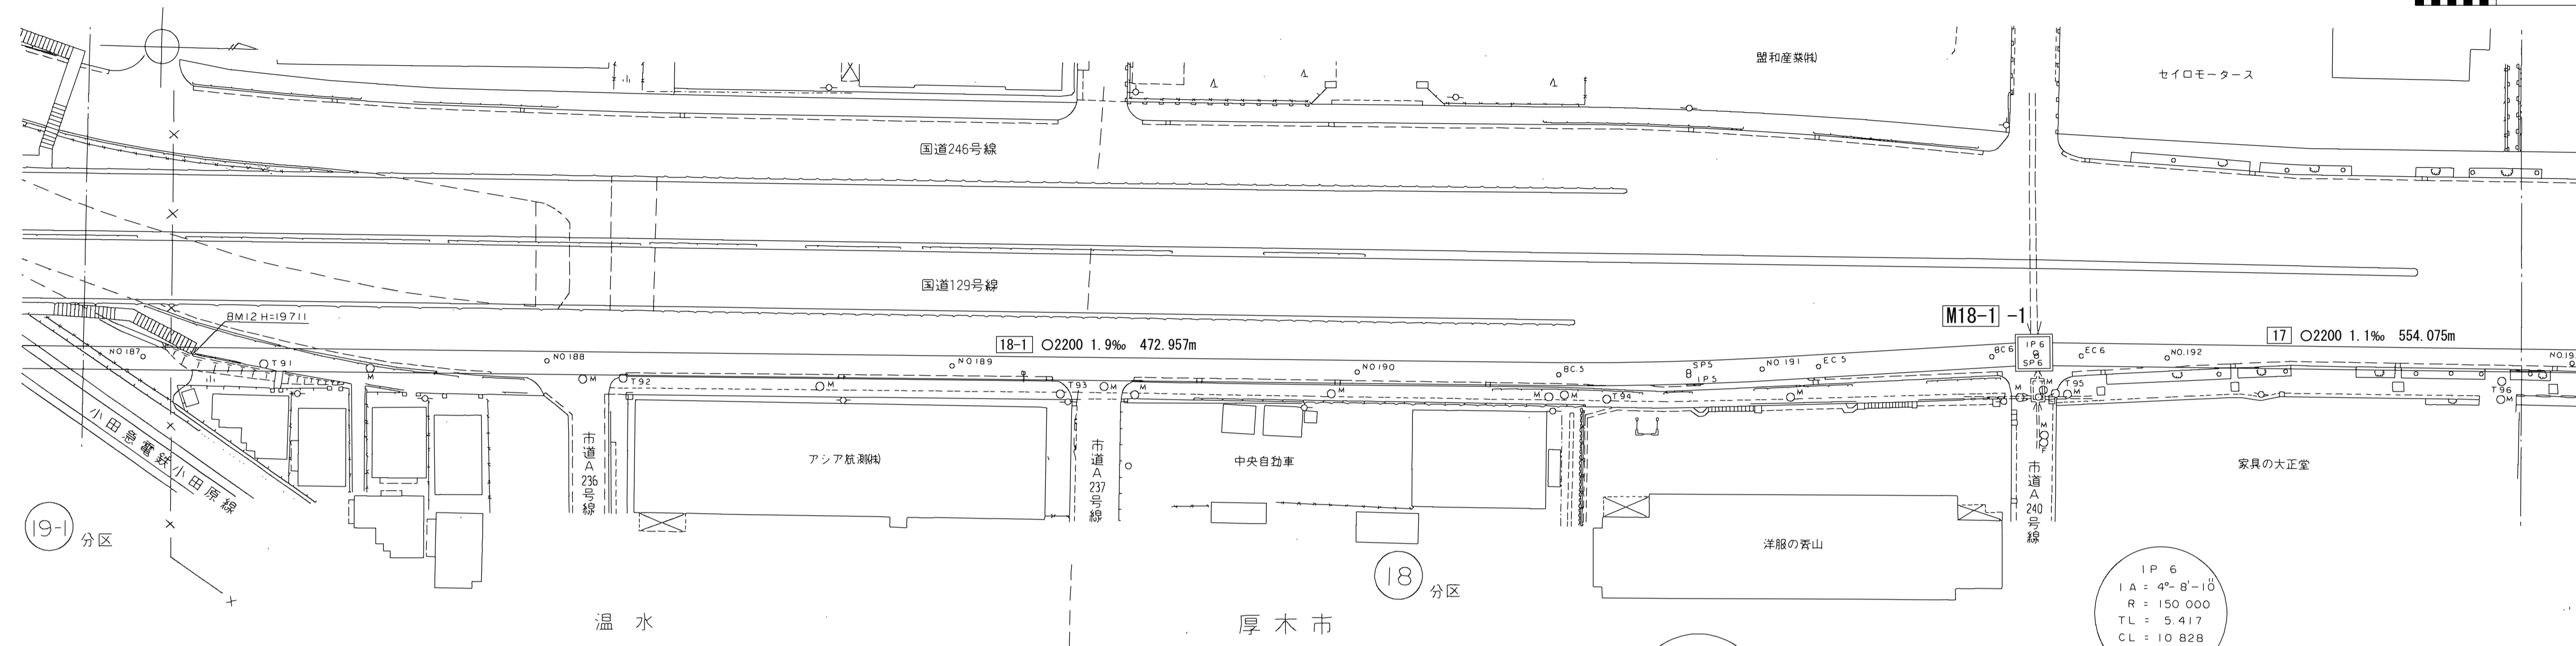 盟和産業㈱
セイロモータース
国道246号線
国道129号線
BM12 H=19711
M18-1 -1
18-1 ○2200 1.9‰ 472.957m
17 ○2200 1.1‰ 554.075m
NO187
T91
M
NO188
M
T92
M
NO189
T93
M
M
NO190
M
BC.5
M
M
T94
SP5
IP5
NO191
M
EC5
BC6
IP6
SP6
EC6
NO.192
M
M
M
T95
M
M
F
T96
M
NO.19
小田急電鉄小田原線
市道A236号線
アジア航測㈱
市道A237号線
中央自動車
洋服の青山
市道A240号線
家具の大正堂
19-1 分区
18 分区
温水
厚木市
IP 6
IA = 4°-8'-10"
R = 150 000
TL = 5.417
CL = 10 828